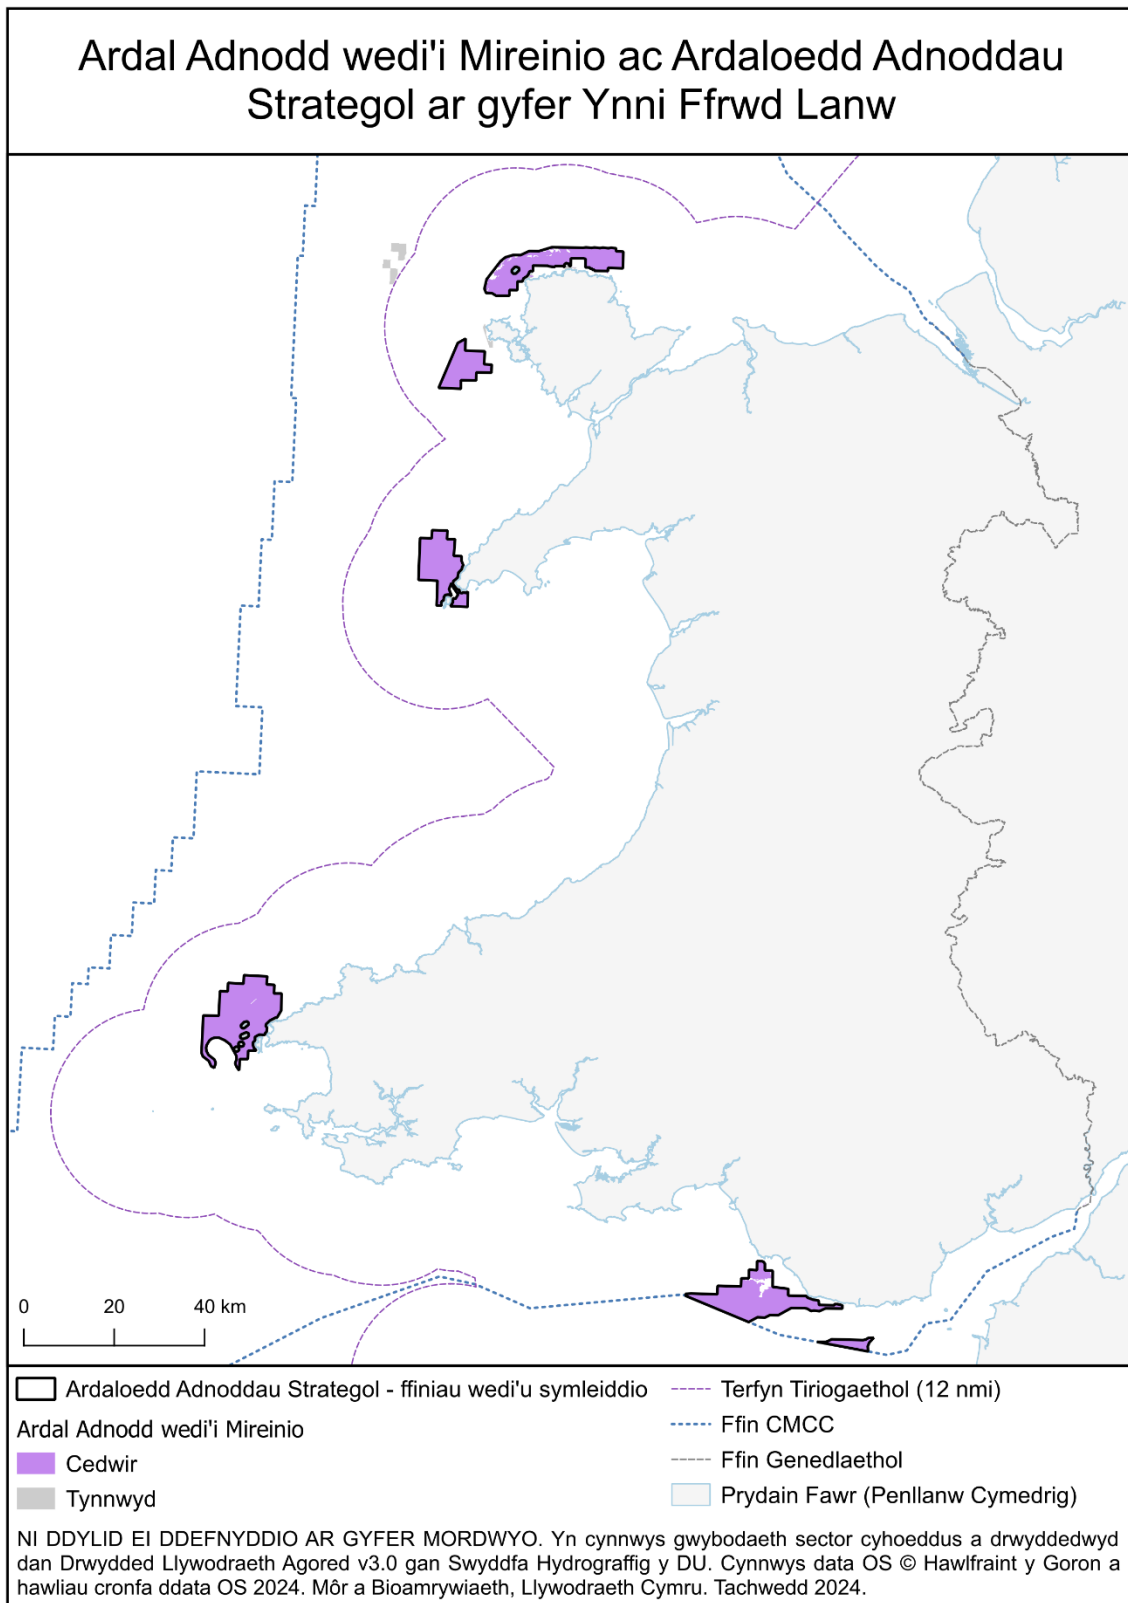 Ardal Adnodd wedi'i Mireinio ac Ardaloedd Adnoddau
Strategol ar gyfer Ynni Ffrwd Lanw
0 20 40 km
Ardaloedd Adnoddau Strategol - ffiniau wedi'u symleiddio
Ardal Adnodd wedi'i Mireinio
Cedwir
Tynnwyd
Terfyn Tiriogaethol (12 nmi)
Ffin CMCC
Ffin Genedlaethol
Prydain Fawr (Penllanw Cymedrig)
NI DDYLID EI DDEFNYDDIO AR GYFER MORDWYO. Yn cynnwys gwybodaeth sector cyhoeddus a drwyddedwyd
dan Drwydded Llywodraeth Agored v3.0 gan Swyddfa Hydrograffig y DU. Cynnwys data OS © Hawlfraint y Goron a
hawliau cronfa ddata OS 2024. Môr a Bioamrywiaeth, Llywodraeth Cymru. Tachwedd 2024.